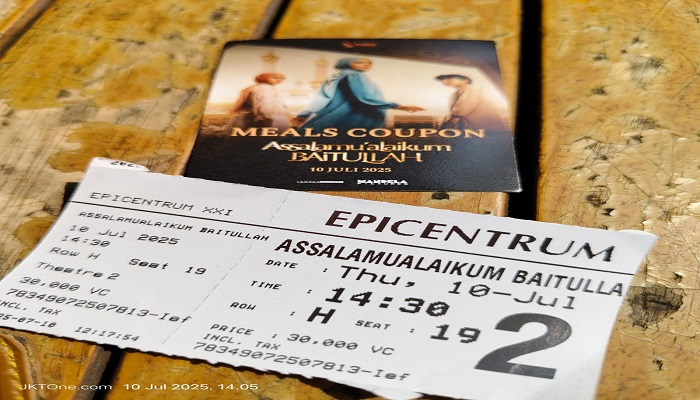 MEALS COUPON
Assalamu'alaikum
BAITULLAH
10 JULI 2025
EPICENTRUM XXI
ASSALAMUALAIKUM BAITULLAH
10 Jul 2025
14:30
Row H Seat 19
Theatre 2
30,000 VC
78349072507813-Ief
INCL. TAX
12:17:54
EPICENTRUM
ASSALAMUALAIKUM BAITULLA
DATE : Thu, 10-Jul
TIME : 14:30
ROW : H SEAT : 19
2
PRICE : 30,000 VC
INCL. TAX
78349072507813-Ief
JKTOne.com 10 Jul 2025, 14.05